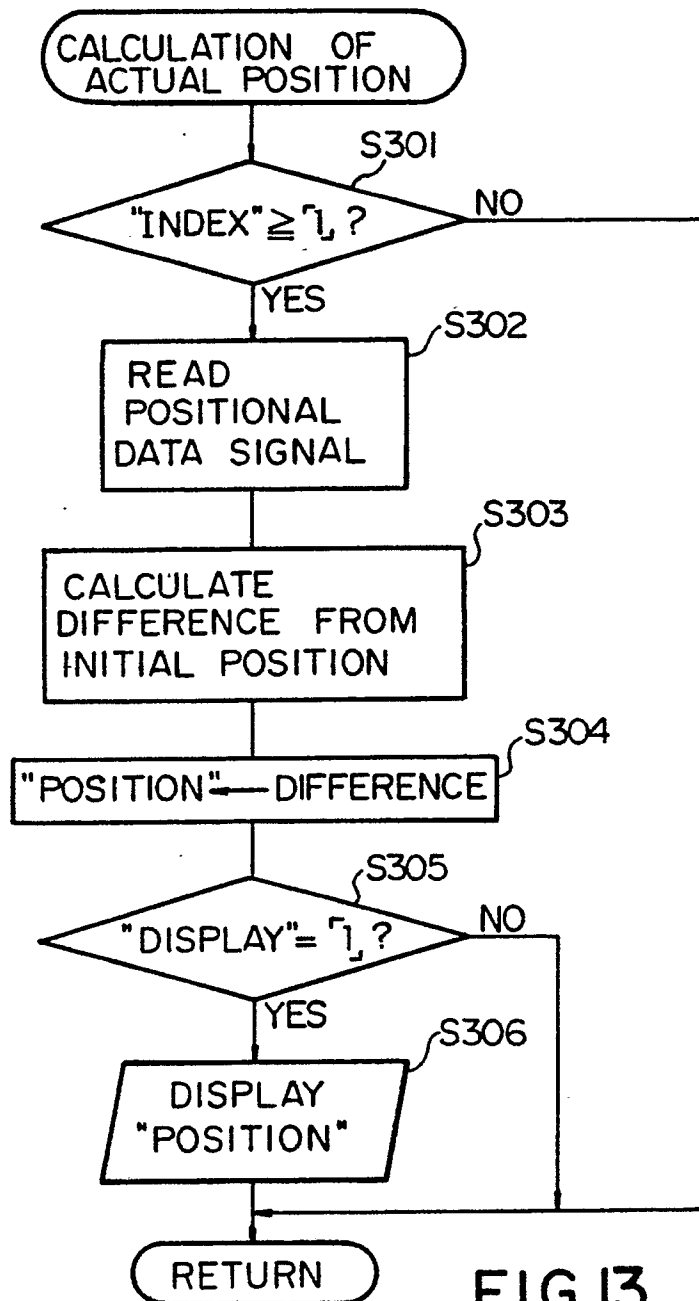 CALCULATION OF
ACTUAL POSITION
S301
"INDEX" ≧ 「1」 ?
NO
YES
S302
READ
POSITIONAL
DATA SIGNAL
S303
CALCULATE
DIFFERENCE FROM
INITIAL POSITION
S304
"POSITION" ← DIFFERENCE
S305
"DISPLAY" = 「1」 ?
NO
YES
S306
DISPLAY
"POSITION"
RETURN
FIG.13